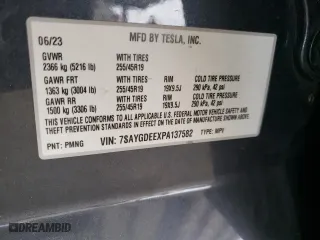 06/23 MFD BY TESLA, INC.
GVWR WITH TIRES
2366 kg (5216 lb) 255/45R19
GAWR FRT WITH TIRES RIM COLD TIRE PRESSURE
1363 kg (3004 lb) 255/45R19 19X9.5J 290 kPa, 42 psi
GAWR RR WITH TIRES RIM COLD TIRE PRESSURE
1500 kg (3306 lb) 255/45R19 19X9.5J 290 kPa, 42 psi
THIS VEHICLE CONFORMS TO ALL APPLICABLE U.S. FEDERAL MOTOR VEHICLE SAFETY AND
THEFT PREVENTION STANDARDS IN EFFECT ON THE DATE OF MANUFACTURE SHOWN ABOVE.
PNT: PMNG VIN: 7SAYGDEEXPA137582 TYPE: MPV